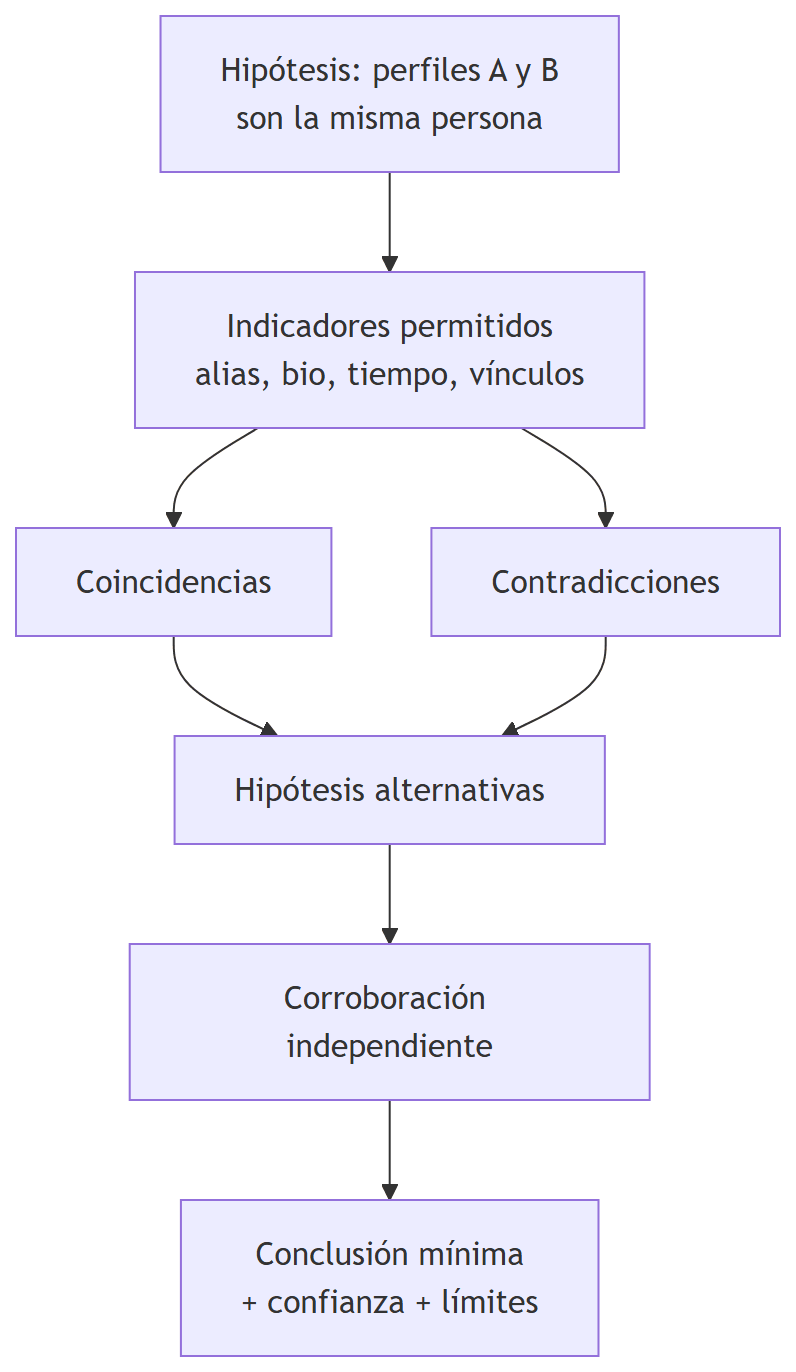 Hipótesis: perfiles A y B
son la misma persona
Indicadores permitidos
alias, bio, tiempo, vínculos
Coincidencias
Contradicciones
Hipótesis alternativas
Corroboración
independiente
Conclusión mínima
+ confianza + límites